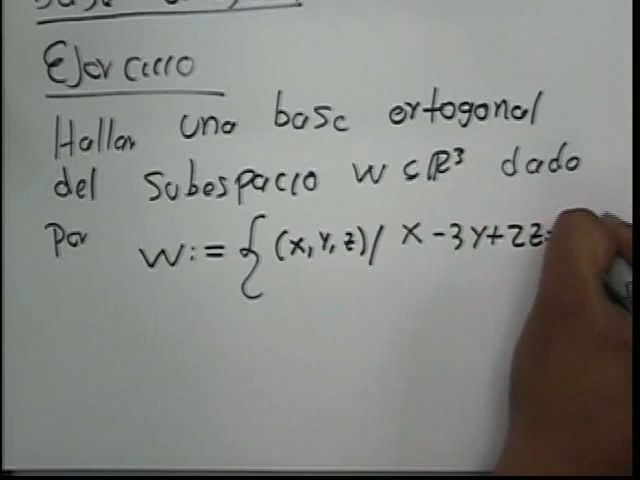 Ejercicio
Hallar una base ortogonal
del subespacio W ⊂ ℝ³ dado
Por W := { (x, y, z) / x - 3y + 2z =